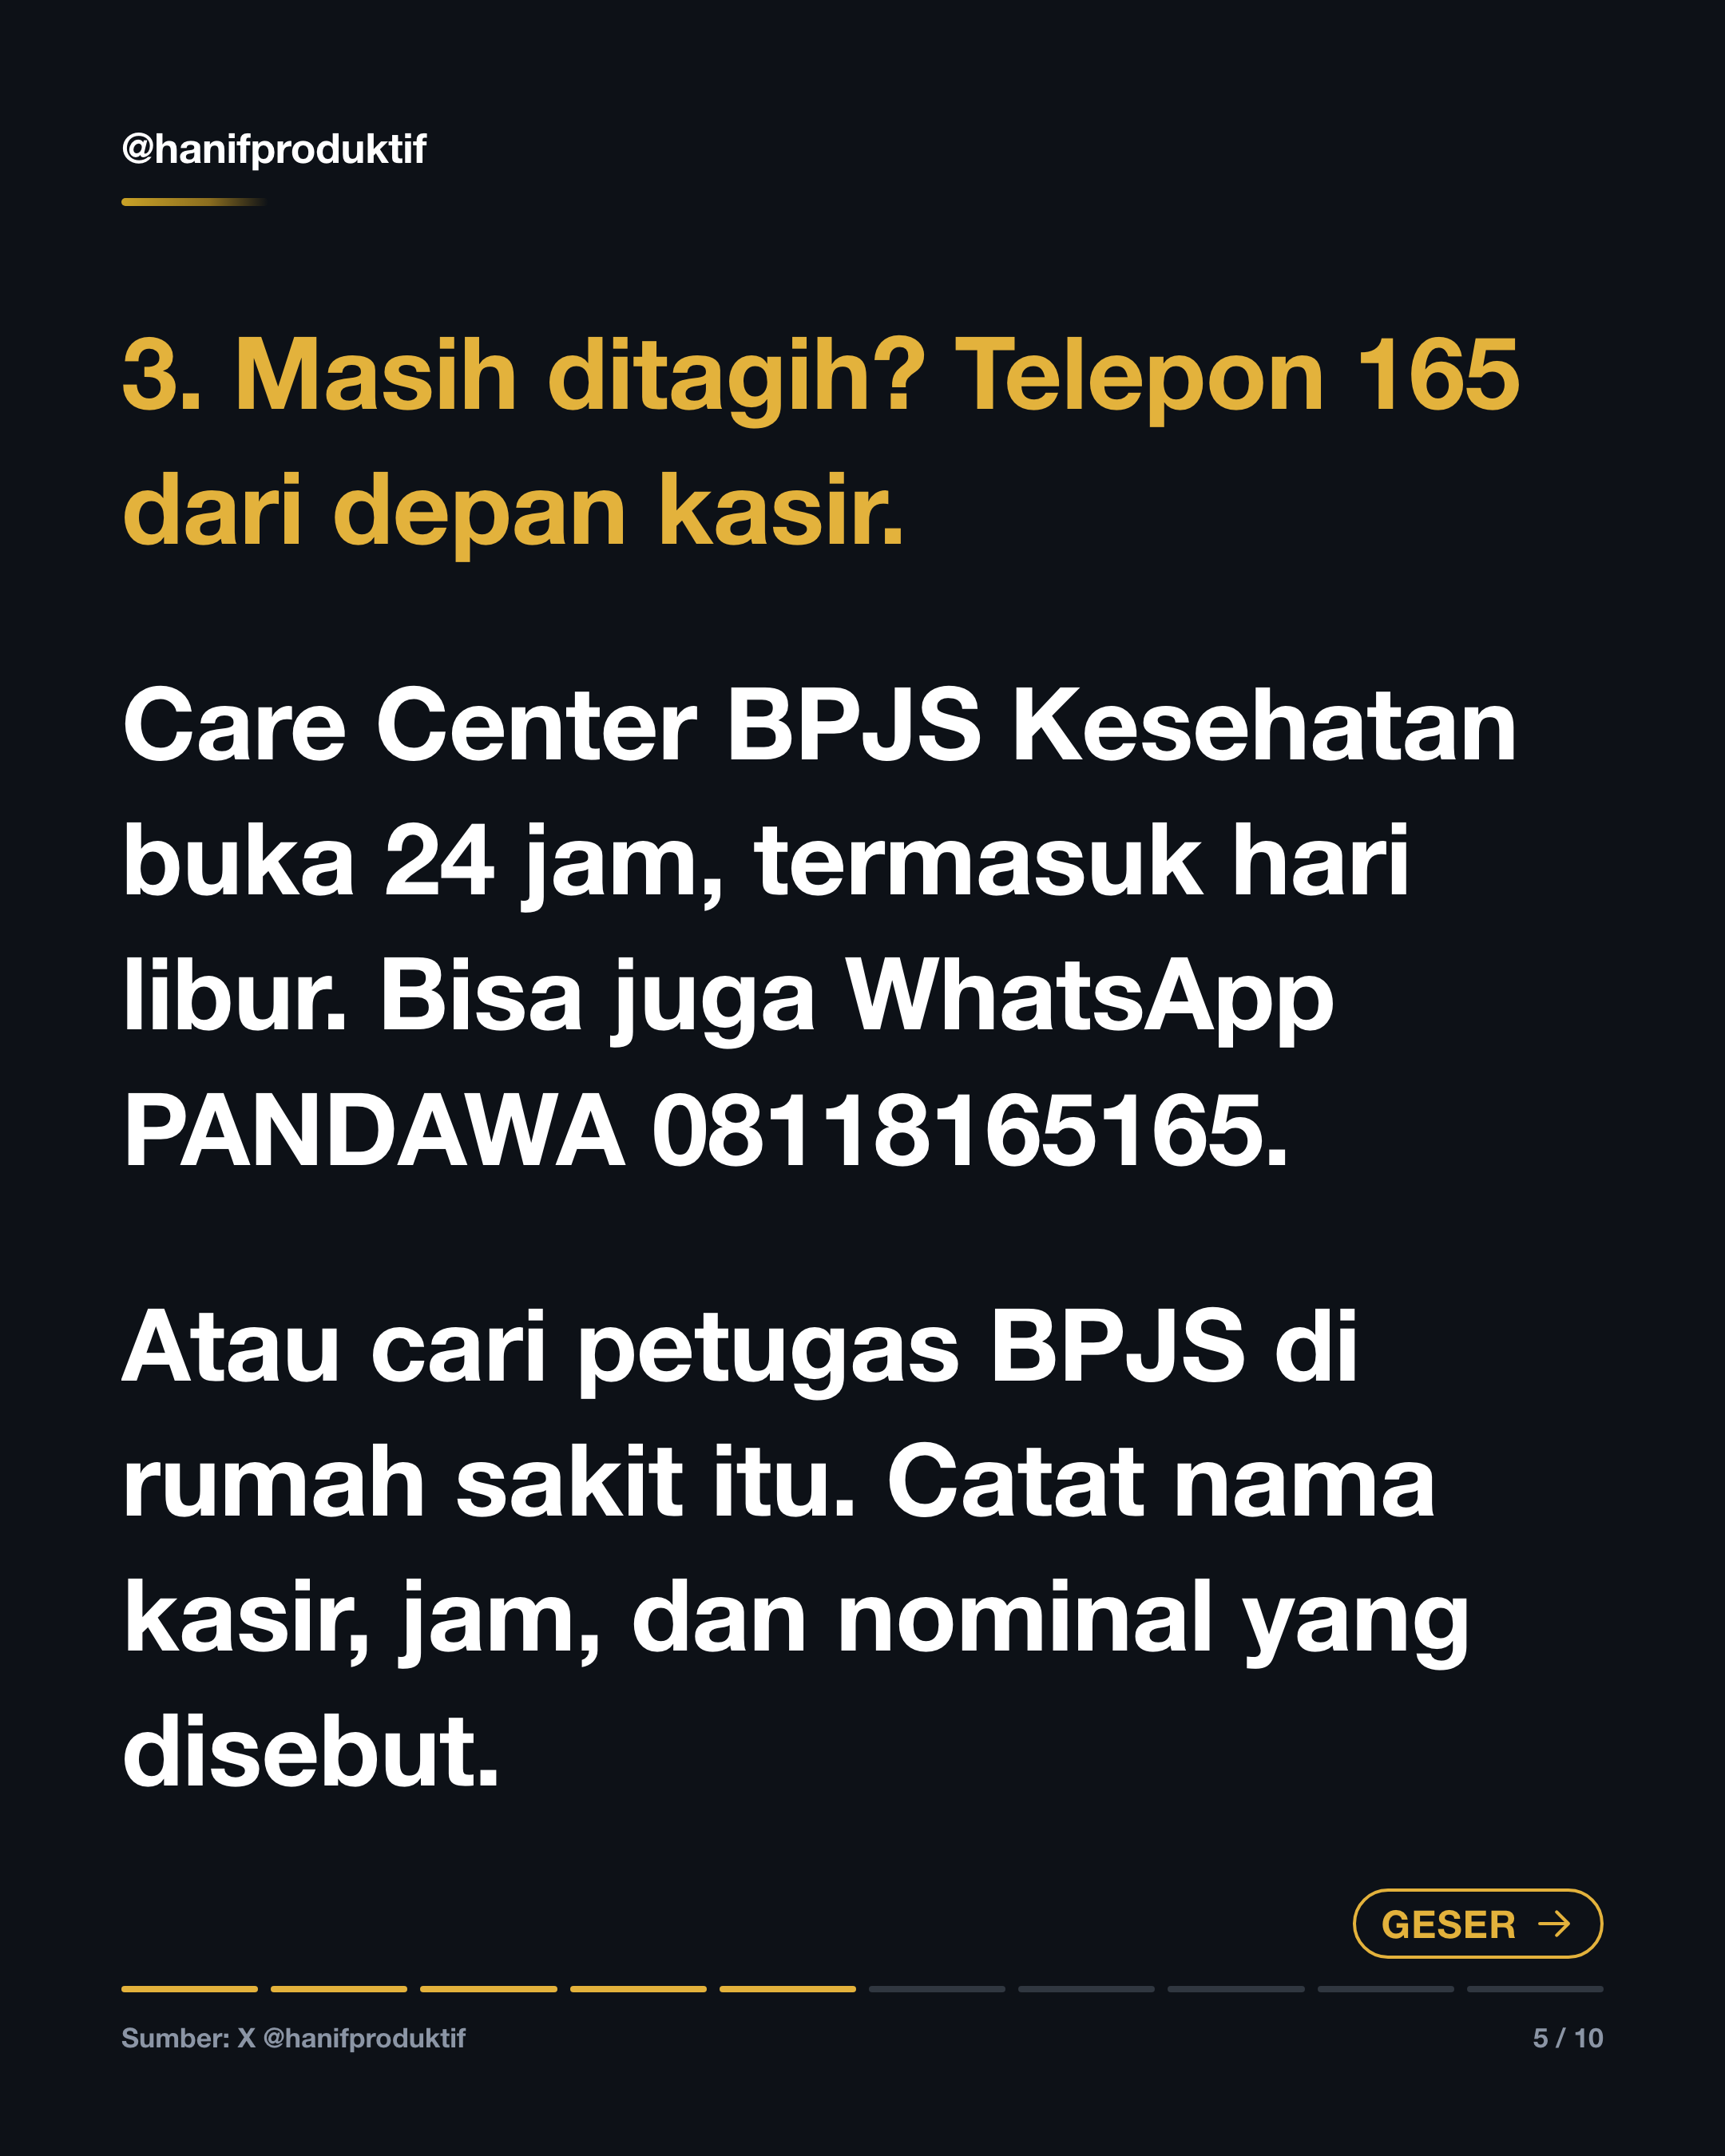 @hanifproduktif
3. Masih ditagih? Telepon 165
dari depan kasir.
Care Center BPJS Kesehatan
buka 24 jam, termasuk hari
libur. Bisa juga WhatsApp
PANDAWA 08118165165.
Atau cari petugas BPJS di
rumah sakit itu. Catat nama
kasir, jam, dan nominal yang
disebut.
GESER →
Sumber: X @hanifproduktif
5 / 10